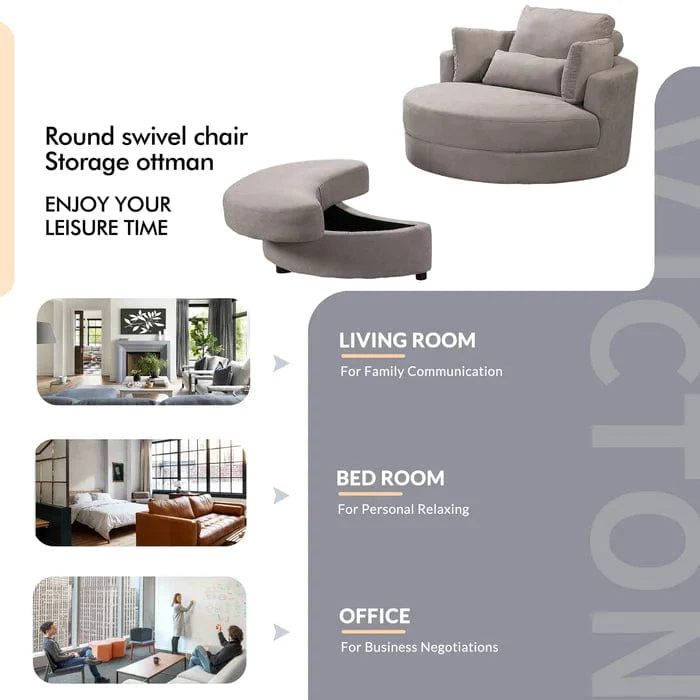 Round swivel chair
Storage ottman
ENJOY YOUR
LEISURE TIME
LIVING ROOM
For Family Communication
BED ROOM
For Personal Relaxing
OFFICE
For Business Negotiations
VICTON